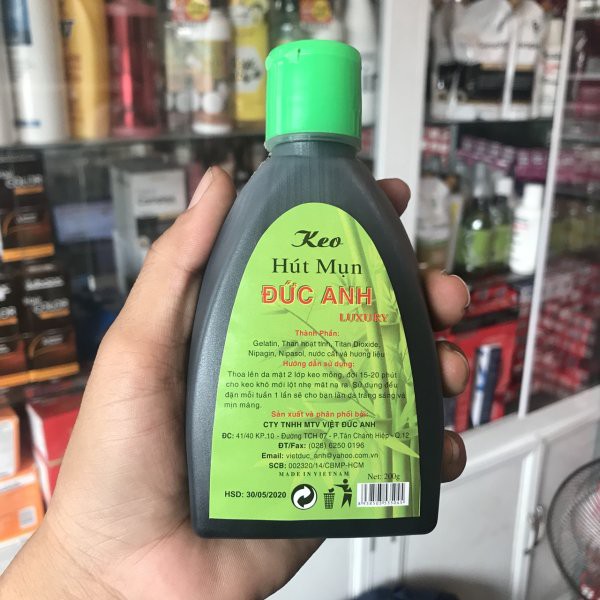 Keo
Hút Mụn
ĐỨC ANH
LUXURY
Thành Phần:
Gelatin, Than hoạt tính, Titan Dioxide,
Nipagin, Nipasol, nước cất và hương liệu
Hướng dẫn sử dụng:
Thoa lên da mặt 2 lớp keo mỏng, đợi 15-20 phút
cho keo khô mới lột nhẹ mặt nạ ra. Sử dụng đều
đặn mỗi tuần 1 lần sẽ cho bạn làn da trắng sáng và
mịn màng.
Sản xuất và phân phối bởi:
CTY TNHH MTV VIỆT ĐỨC ANH
ĐC: 41/40 KP.10 - Đường TCH 07 - P.Tân Chánh Hiệp - Q.12
ĐT/Fax: (028) 6250 0196
Email: vietduc_anh@yahoo.com.vn
SCB: 002320/14/CBMP-HCM
MADE IN VIETNAM
Net: 200g
HSD: 30/05/2020